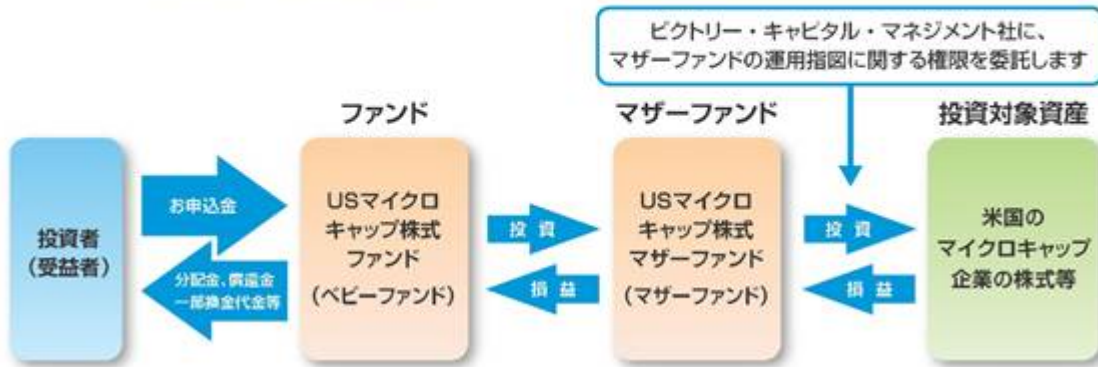 ビクトリー・キャピタル・マネジメント社に、
マザーファンドの運用指図に関する権限を委託します
ファンド
マザーファンド
投資対象資産
投資者
（受益者）
お申込金
分配金、償還金
一部換金代金等
USマイクロ
キャップ株式
ファンド
（ベビーファンド）
投資
損益
USマイクロ
キャップ株式
マザーファンド
（マザーファンド）
投資
損益
米国の
マイクロキャップ
企業の株式等